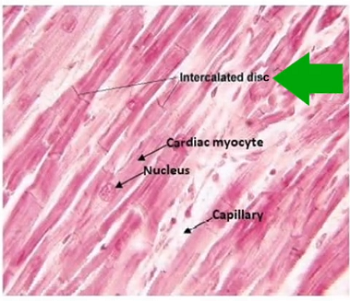 Intercalated disc
Cardiac myocyte
Nucleus
Capillary